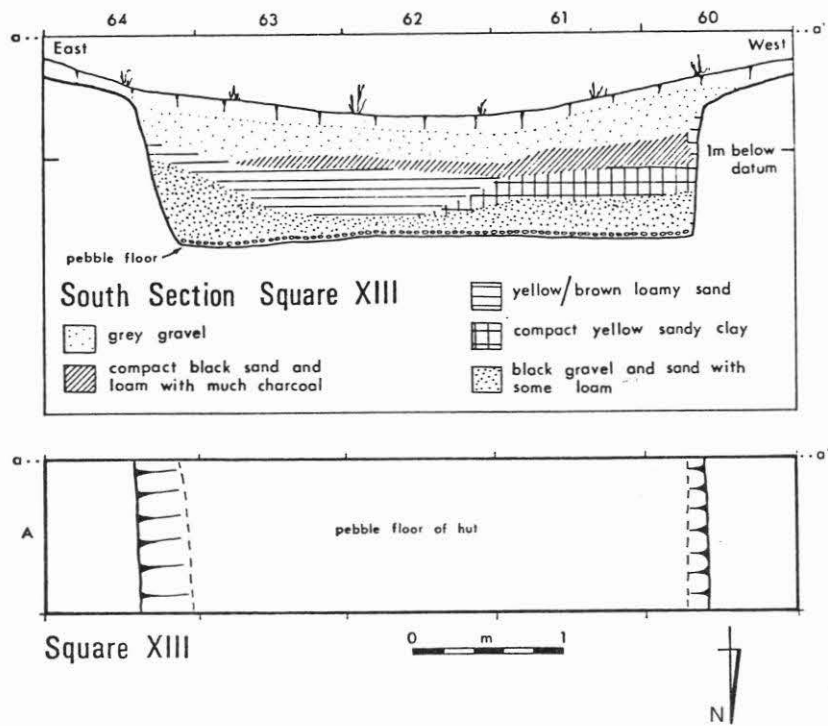 64 63 62 61 60
a·· ··a'
East West
1m below
datum
pebble floor
South Section Square XIII
grey gravel
compact black sand and
loam with much charcoal
yellow/brown loamy sand
compact yellow sandy clay
black gravel and sand with
some loam
a·· ··a'
A
pebble floor of hut
Square XIII
0 m 1
N